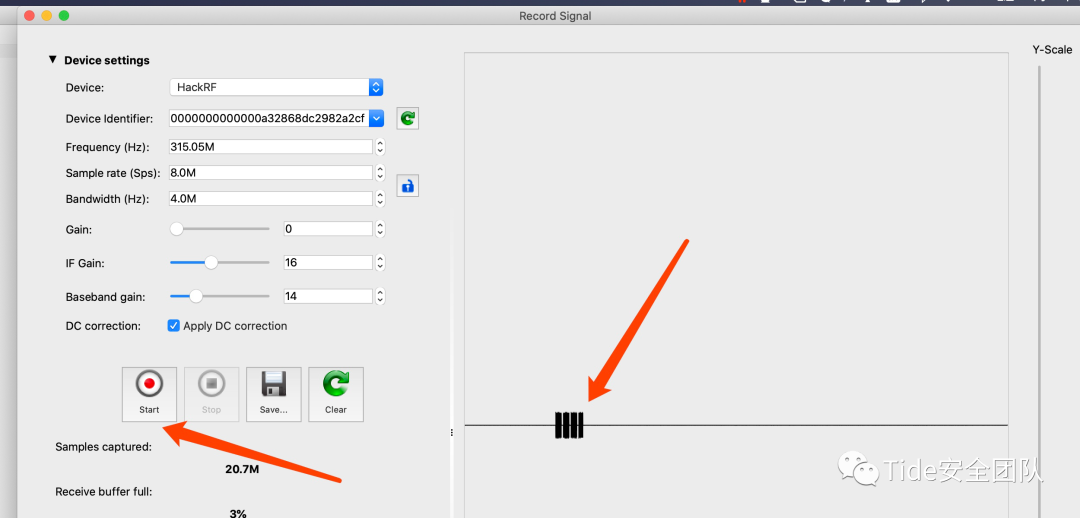 Record Signal
Y-Scale
▼ Device settings
Device: HackRF
Device Identifier: 0000000000000a32868dc2982a2cf
Frequency (Hz): 315.05M
Sample rate (Sps): 8.0M
Bandwidth (Hz): 4.0M
Gain: 0
IF Gain: 16
Baseband gain: 14
DC correction: Apply DC correction
Start Stop Save... Clear
Samples captured:
20.7M
Receive buffer full:
3%
Tide安全团队